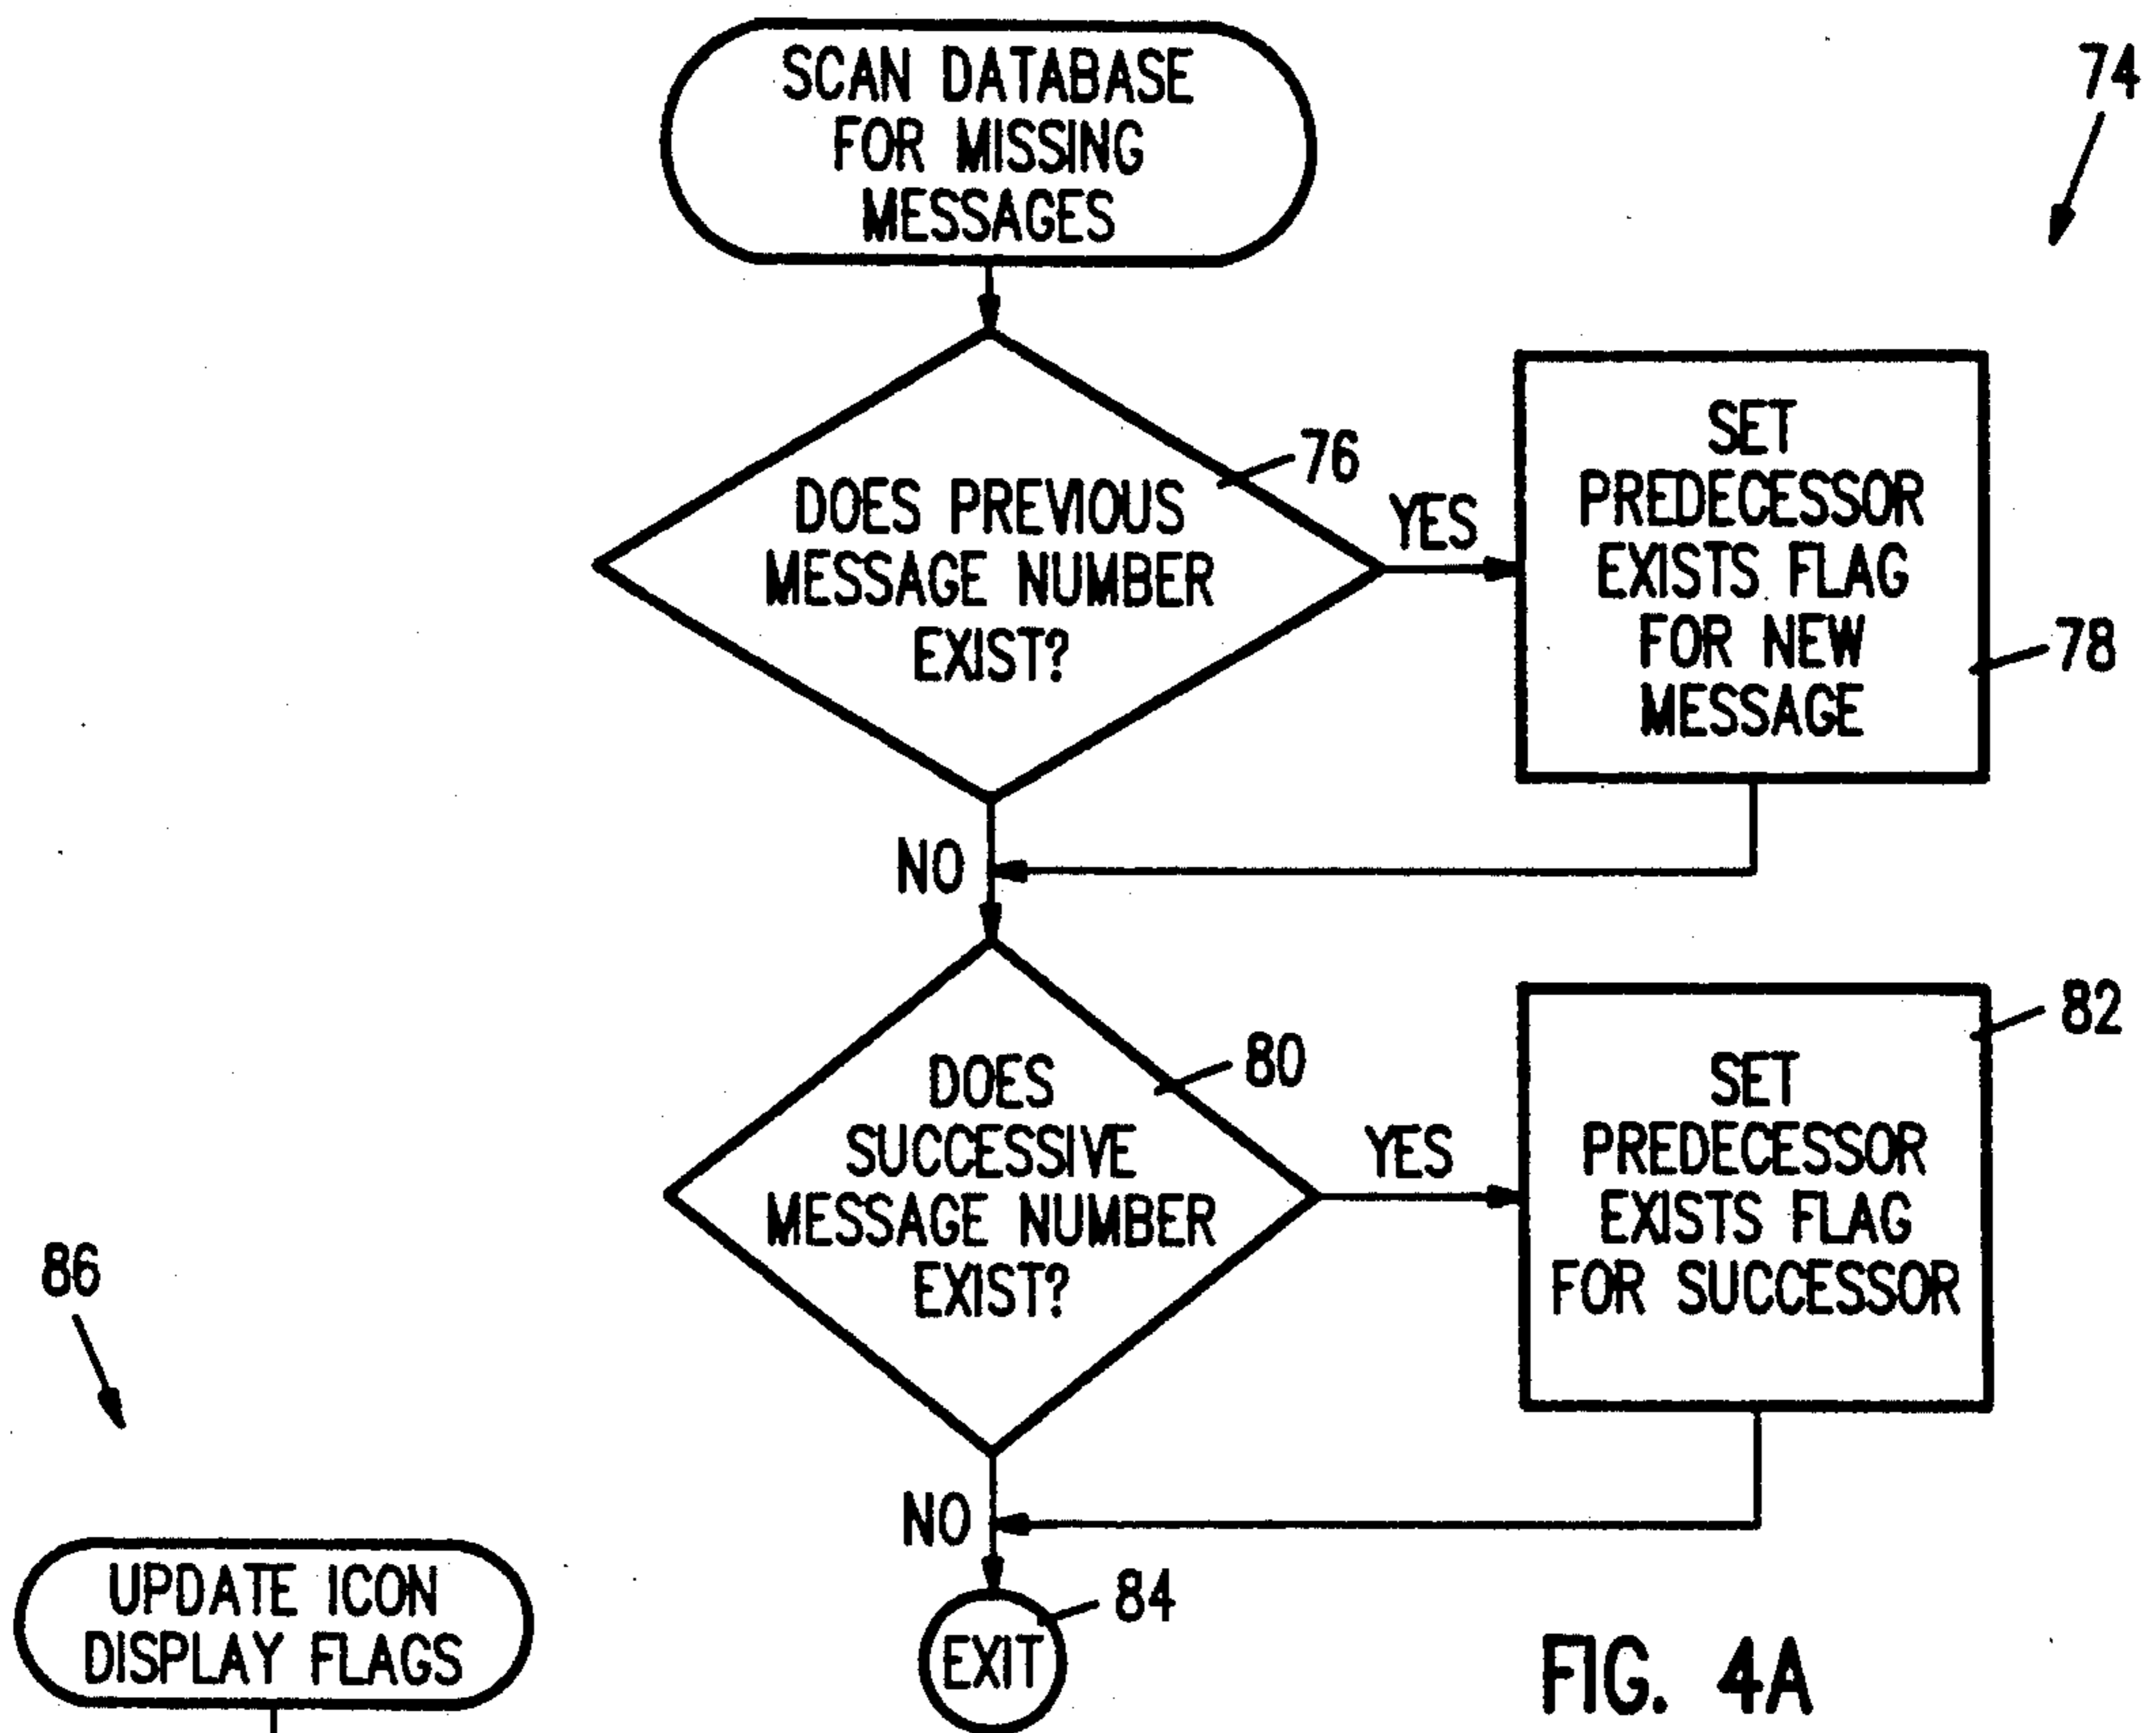 SCAN DATABASE
FOR MISSING
MESSAGES
74
DOES PREVIOUS
MESSAGE NUMBER
EXIST?
76
YES
SET
PREDECESSOR
EXISTS FLAG
FOR NEW
MESSAGE
78
NO
DOES
SUCCESSIVE
MESSAGE NUMBER
EXIST?
80
YES
SET
PREDECESSOR
EXISTS FLAG
FOR SUCCESSOR
82
NO
EXIT
84
86
UPDATE ICON
DISPLAY FLAGS
FIG. 4A